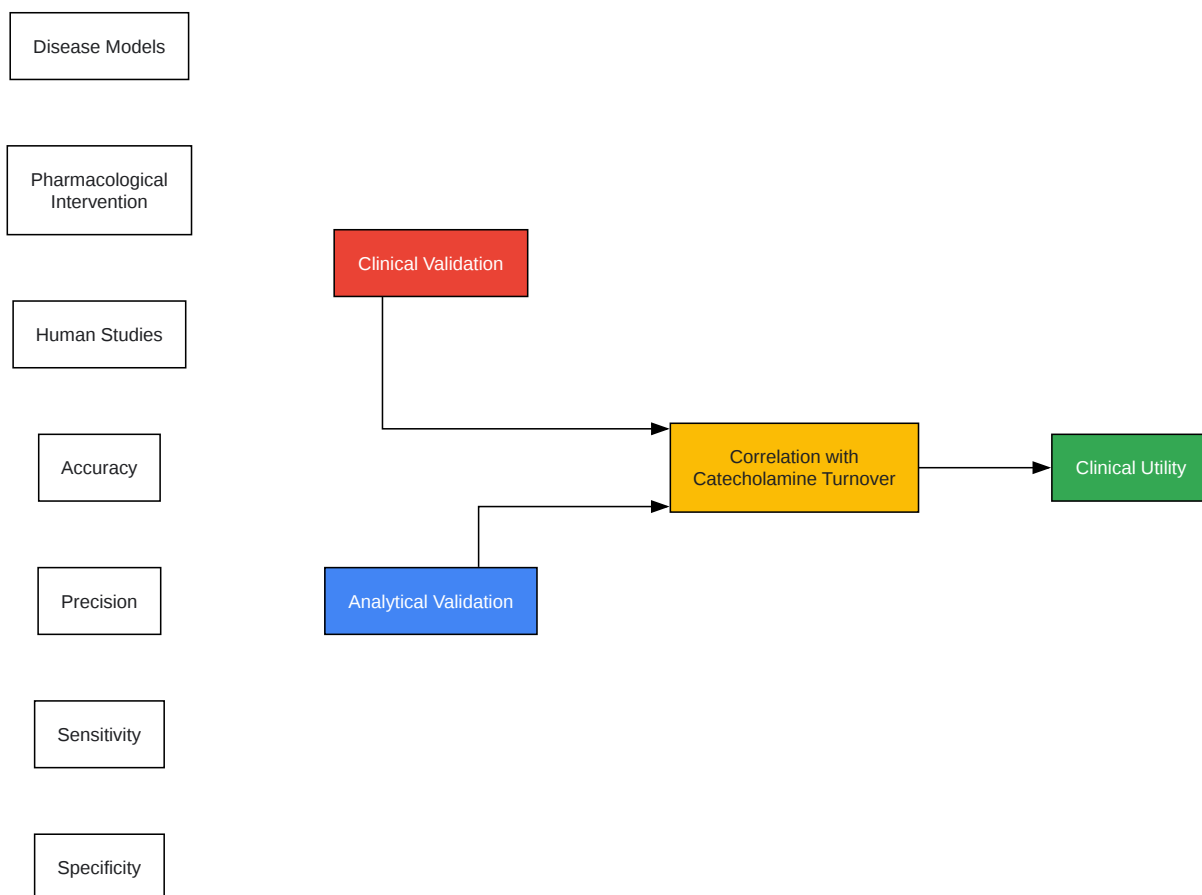 Disease Models
Pharmacological
Intervention
Human Studies
Accuracy
Precision
Sensitivity
Specificity
Clinical Validation
Analytical Validation
Correlation with
Catecholamine Turnover
Clinical Utility